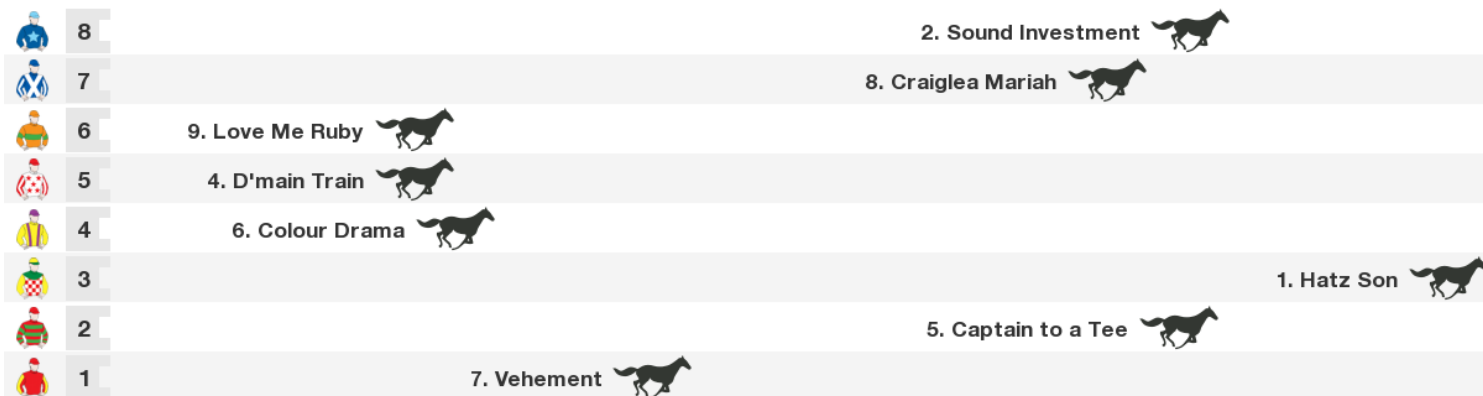 8 2. Sound Investment
7 8. Craiglea Mariah
6 9. Love Me Ruby
5 4. D'main Train
4 6. Colour Drama
3 1. Hatz Son
2 5. Captain to a Tee
1 7. Vehement